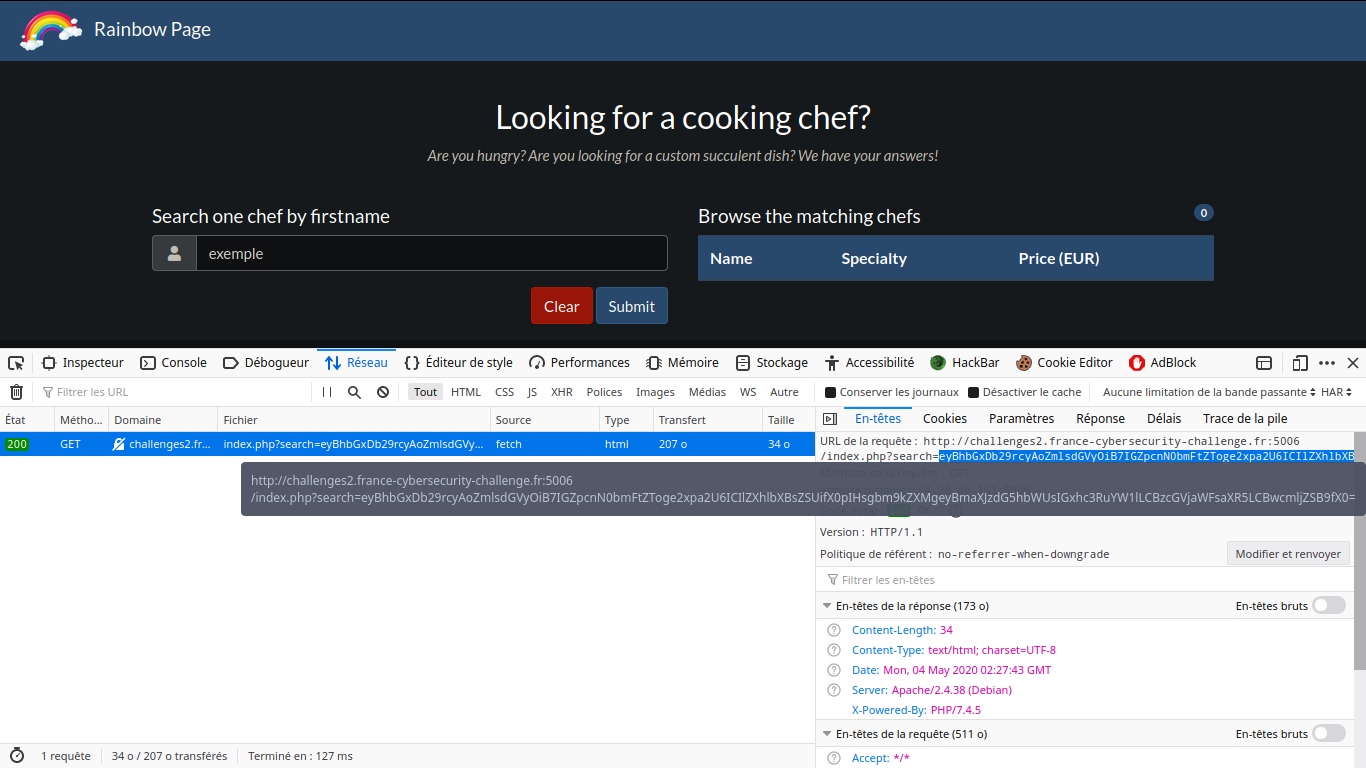 Rainbow Page
Looking for a cooking chef?
Are you hungry? Are you looking for a custom succulent dish? We have your answers!
Search one chef by firstname
exemple
Clear
Submit
Browse the matching chefs
0
Name Specialty Price (EUR)
Inspecteur Console Débogueur Réseau Éditeur de style Performances Mémoire Stockage Accessibilité HackBar Cookie Editor AdBlock
Filtrer les URL
Tout HTML CSS JS XHR Polices Images Médias WS Autre
Conserver les journaux Désactiver le cache Aucune limitation de la bande passante HAR
État Métho... Domaine Fichier Source Type Transfert Taille
200 GET challenges2.fr... index.php?search=eyBhbGxDb29rcyAoZmlsdGVy... fetch html 207 o 34 o
http://challenges2.france-cybersecurity-challenge.fr:5006
/index.php?search=eyBhbGxDb29rcyAoZmlsdGVyOiB7IGZpcnN0bmFtZToge2xpa2U6ICIlZXhlbXBsZSUifX0pIHsgbm9kZXMgeyBmaXJzdG5hbWUsIGxhc3RuYW1lLCBzcGVjaWFsaXR5LCBwcmljZSB9fX0=
1 requête 34 o / 207 o transférés Terminé en : 127 ms
En-têtes Cookies Paramètres Réponse Délais Trace de la pile
URL de la requête : http://challenges2.france-cybersecurity-challenge.fr:5006
/index.php?search=eyBhbGxDb29rcyAoZmlsdGVyOiB7IGZpcnN0bmFtZToge2xpa2U6ICIlZXhlbXB
Méthode de la requête : GET
Version : HTTP/1.1
Politique de référent : no-referrer-when-downgrade
Modifier et renvoyer
Filtrer les en-têtes
En-têtes de la réponse (173 o) En-têtes bruts
Content-Length: 34
Content-Type: text/html; charset=UTF-8
Date: Mon, 04 May 2020 02:27:43 GMT
Server: Apache/2.4.38 (Debian)
X-Powered-By: PHP/7.4.5
En-têtes de la requête (511 o) En-têtes bruts
Accept: */*